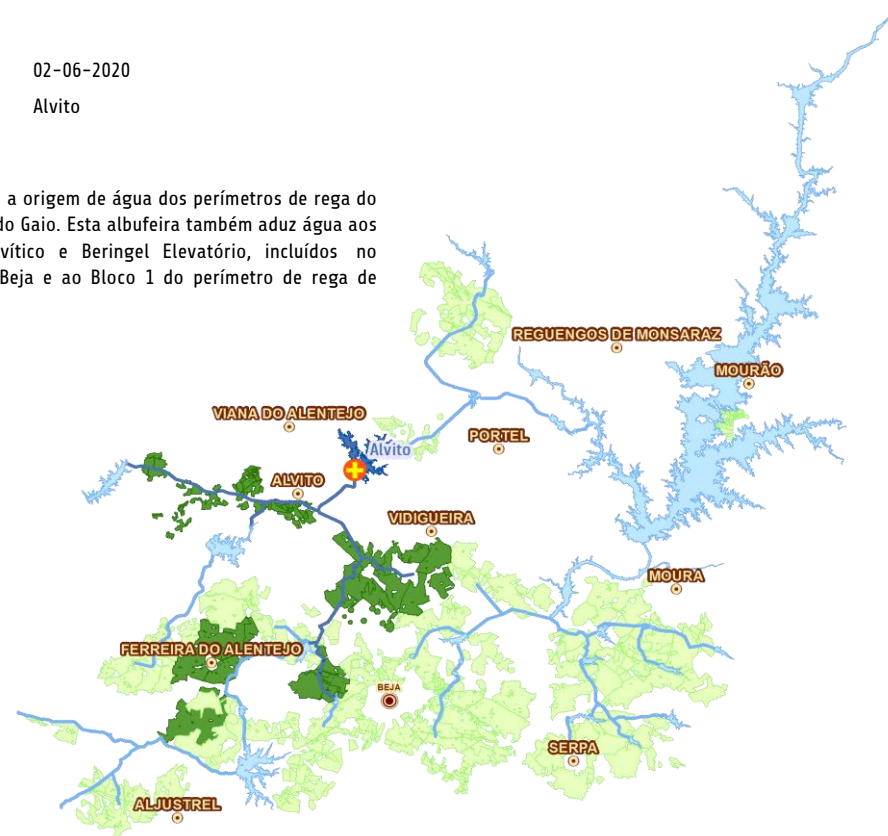 02-06-2020
Alvito
a origem de água dos perímetros de rega do
do Gaio. Esta albufeira também aduz água aos
vítico e Beringel Elevatório, incluídos no
Beja e ao Bloco 1 do perímetro de rega de
REGUENGOS DE MONSARAZ
MOURÃO
VIANA DO ALENTEJO
PORTEL
Alvito
ALVITO
VIDIGUEIRA
MOURA
FERREIRA DO ALENTEJO
BEJA
SERPA
ALJUSTREL